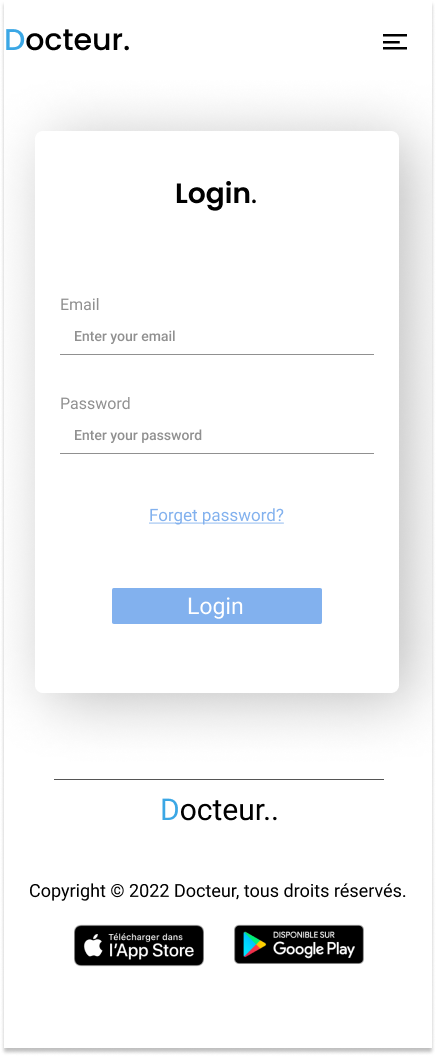 Docteur.
Login.
Email
Enter your email
Password
Enter your password
Forget password?
Login
Docteur..
Copyright © 2022 Docteur, tous droits réservés.
Télécharger dans
l'App Store
DISPONIBLE SUR
Google Play